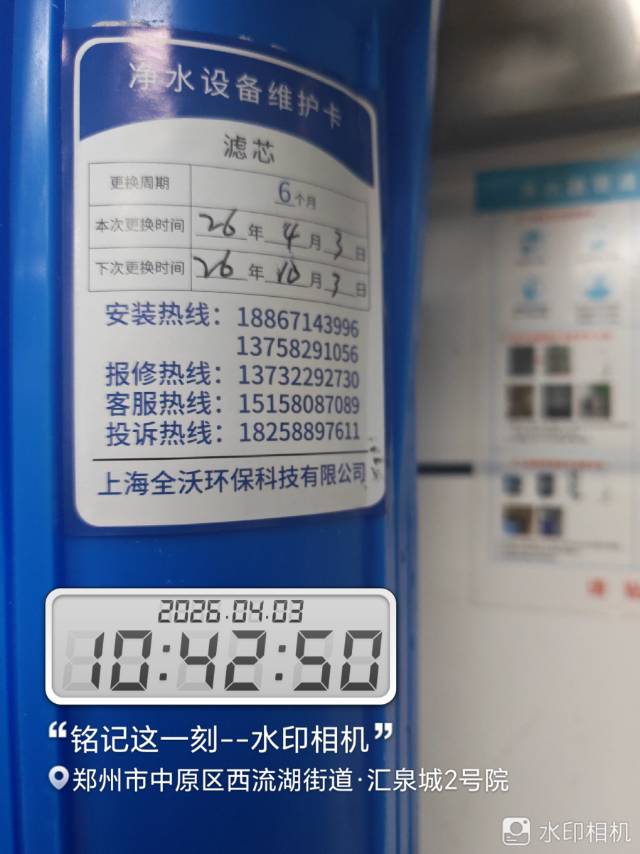 净水设备维护卡
滤芯
更换周期 6个月
本次更换时间 26年4月3日
下次更换时间 26年10月3日
安装热线：18867143996
13758291056
报修热线：13732292730
客服热线：15158087089
投诉热线：18258897611
上海全沃环保科技有限公司
2026.04.03
10:42:50
“铭记这一刻--水印相机”
郑州市中原区西流湖街道·汇泉城2号院
水印相机